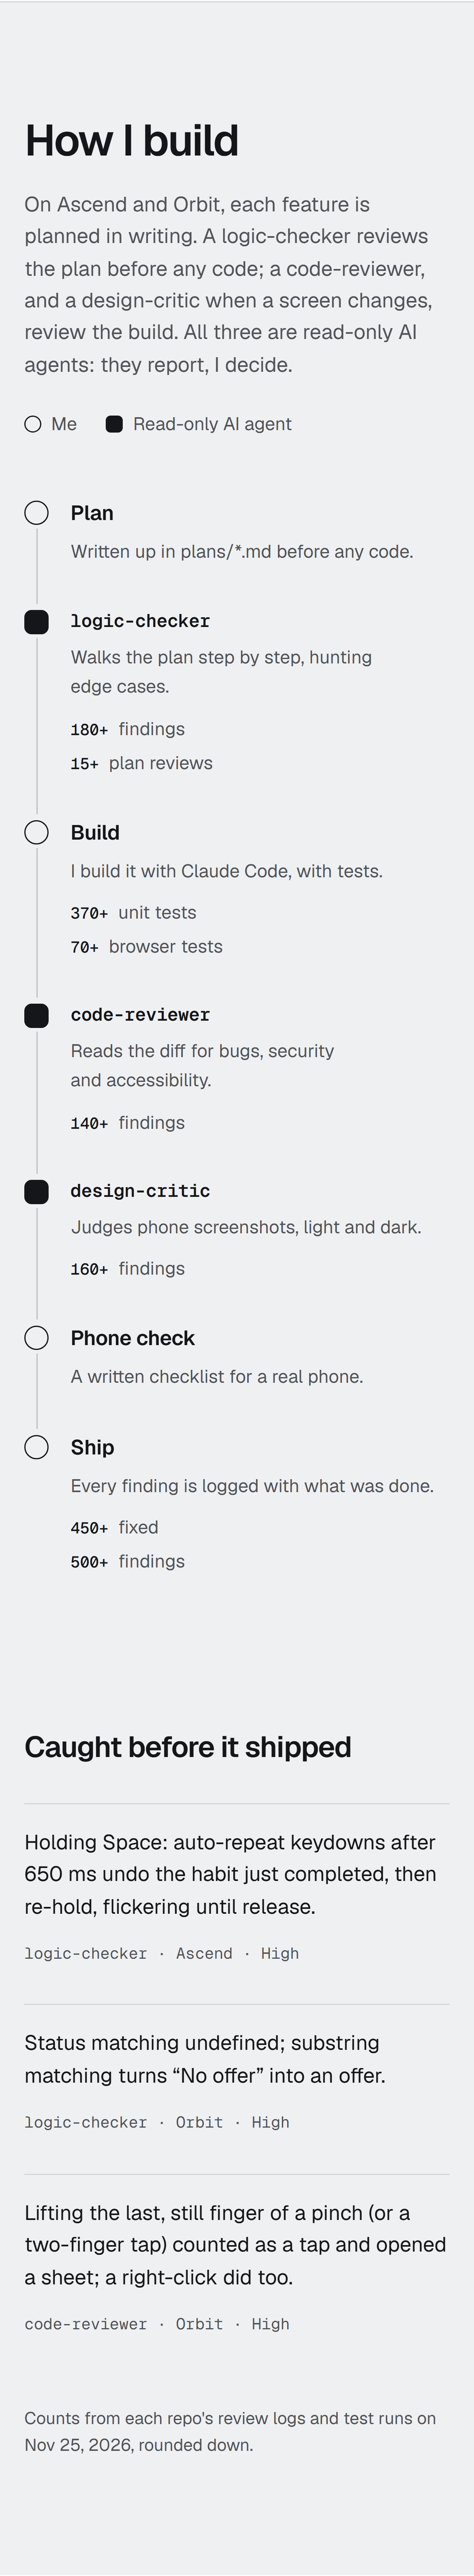 How I build
On Ascend and Orbit, each feature is
planned in writing. A logic-checker reviews
the plan before any code; a code-reviewer,
and a design-critic when a screen changes,
review the build. All three are read-only AI
agents: they report, I decide.
Me Read-only AI agent
Plan
Written up in plans/*.md before any code.
logic-checker
Walks the plan step by step, hunting
edge cases.
180+ findings
15+ plan reviews
Build
I build it with Claude Code, with tests.
370+ unit tests
70+ browser tests
code-reviewer
Reads the diff for bugs, security
and accessibility.
140+ findings
design-critic
Judges phone screenshots, light and dark.
160+ findings
Phone check
A written checklist for a real phone.
Ship
Every finding is logged with what was done.
450+ fixed
500+ findings
Caught before it shipped
Holding Space: auto-repeat keydowns after
650 ms undo the habit just completed, then
re-hold, flickering until release.
logic-checker · Ascend · High
Status matching undefined; substring
matching turns “No offer” into an offer.
logic-checker · Orbit · High
Lifting the last, still finger of a pinch (or a
two-finger tap) counted as a tap and opened
a sheet; a right-click did too.
code-reviewer · Orbit · High
Counts from each repo's review logs and test runs on
Nov 25, 2026, rounded down.